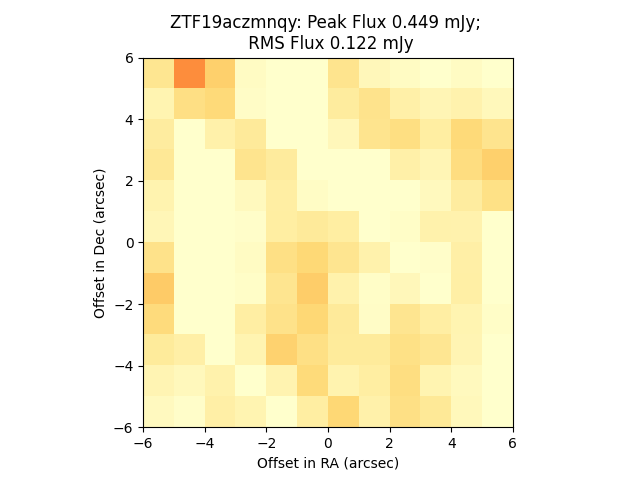 ZTF19aczmnqy: Peak Flux 0.449 mJy;
RMS Flux 0.122 mJy
6
4
2
0
−2
−4
−6
Offset in Dec (arcsec)
−6 −4 −2 0 2 4 6
Offset in RA (arcsec)